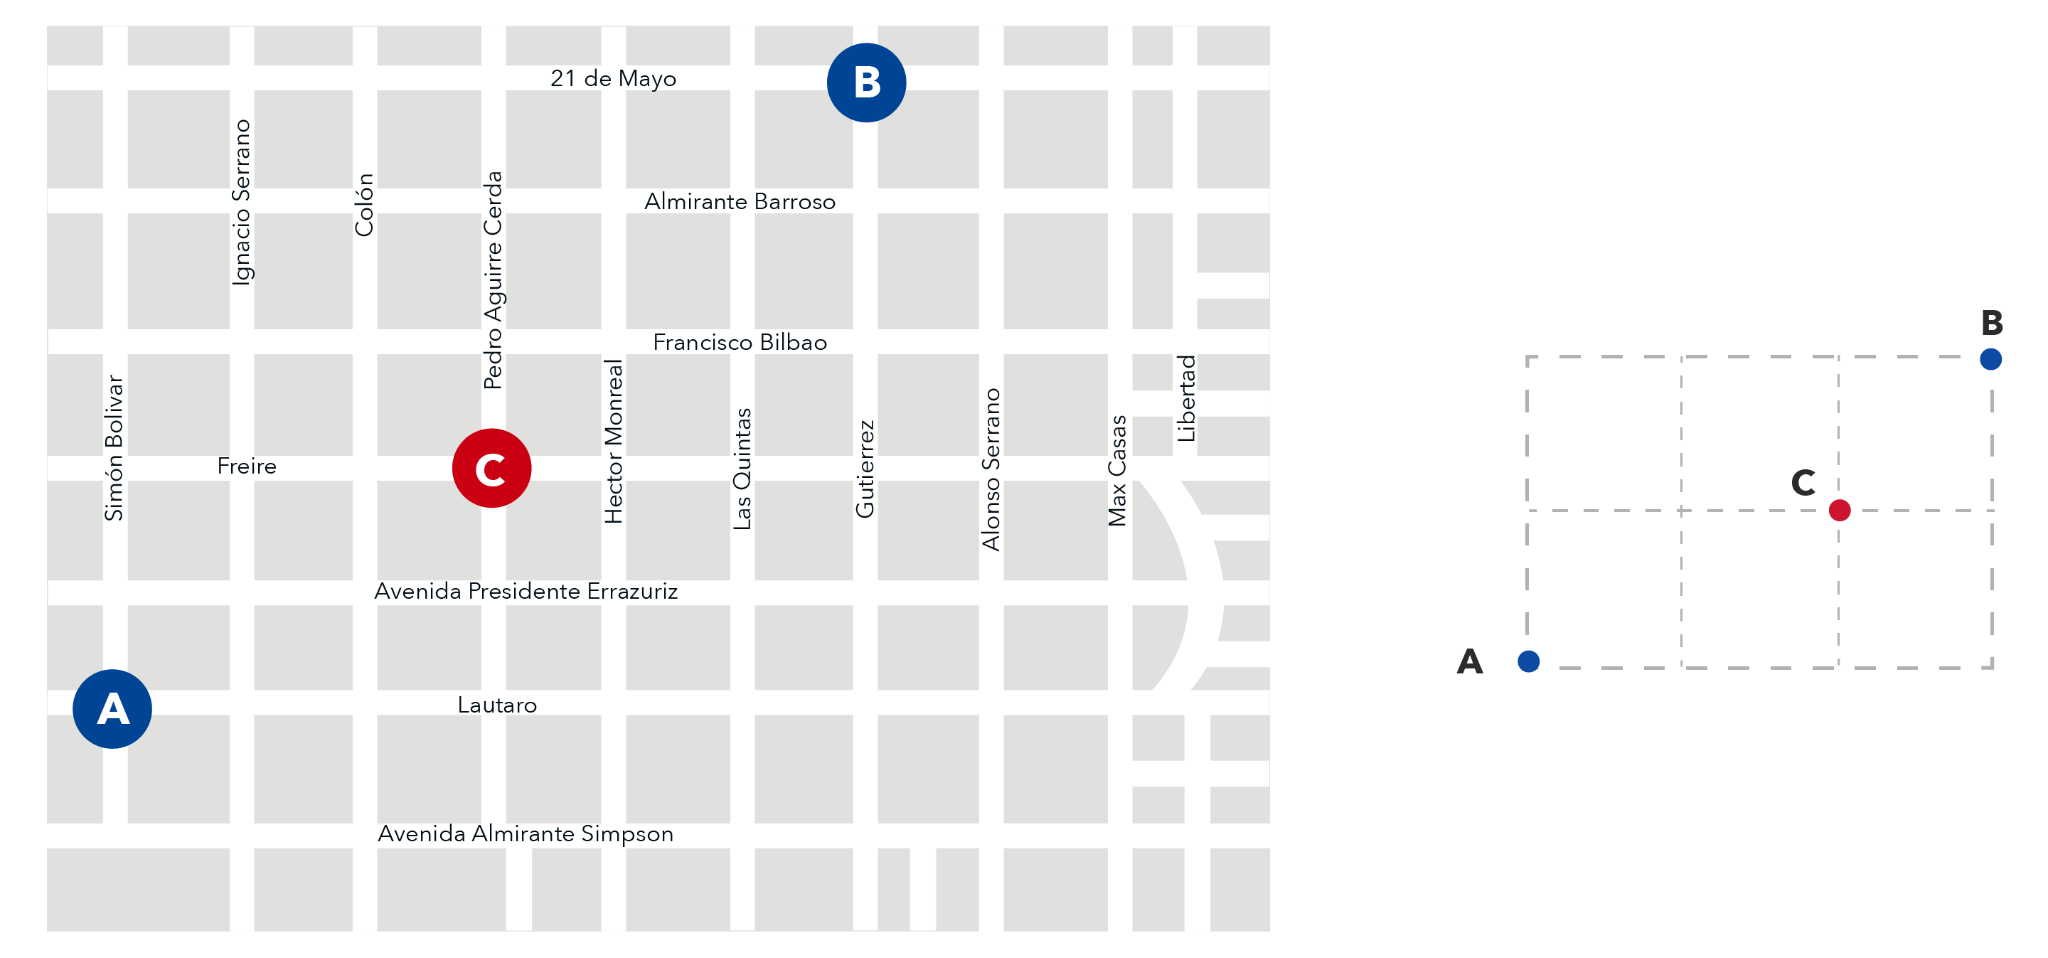 21 de Mayo
B
Ignacio Serrano
Colón
Pedro Aguirre Cerda
Almirante Barroso
Francisco Bilbao
Simón Bolivar
Freire
C
Hector Monreal
Las Quintas
Gutierrez
Alonso Serrano
Max Casas
Libertad
Avenida Presidente Errazuriz
A
Lautaro
Avenida Almirante Simpson
B
C
A